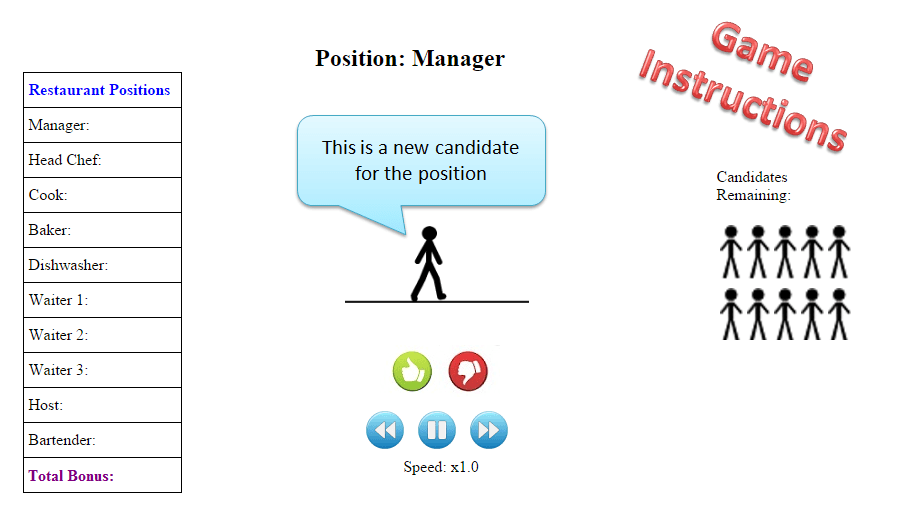 Position: Manager
Game
Instructions
Restaurant Positions
Manager:
Head Chef:
Cook:
Baker:
Dishwasher:
Waiter 1:
Waiter 2:
Waiter 3:
Host:
Bartender:
Total Bonus:
This is a new candidate
for the position
Speed: x1.0
Candidates
Remaining: